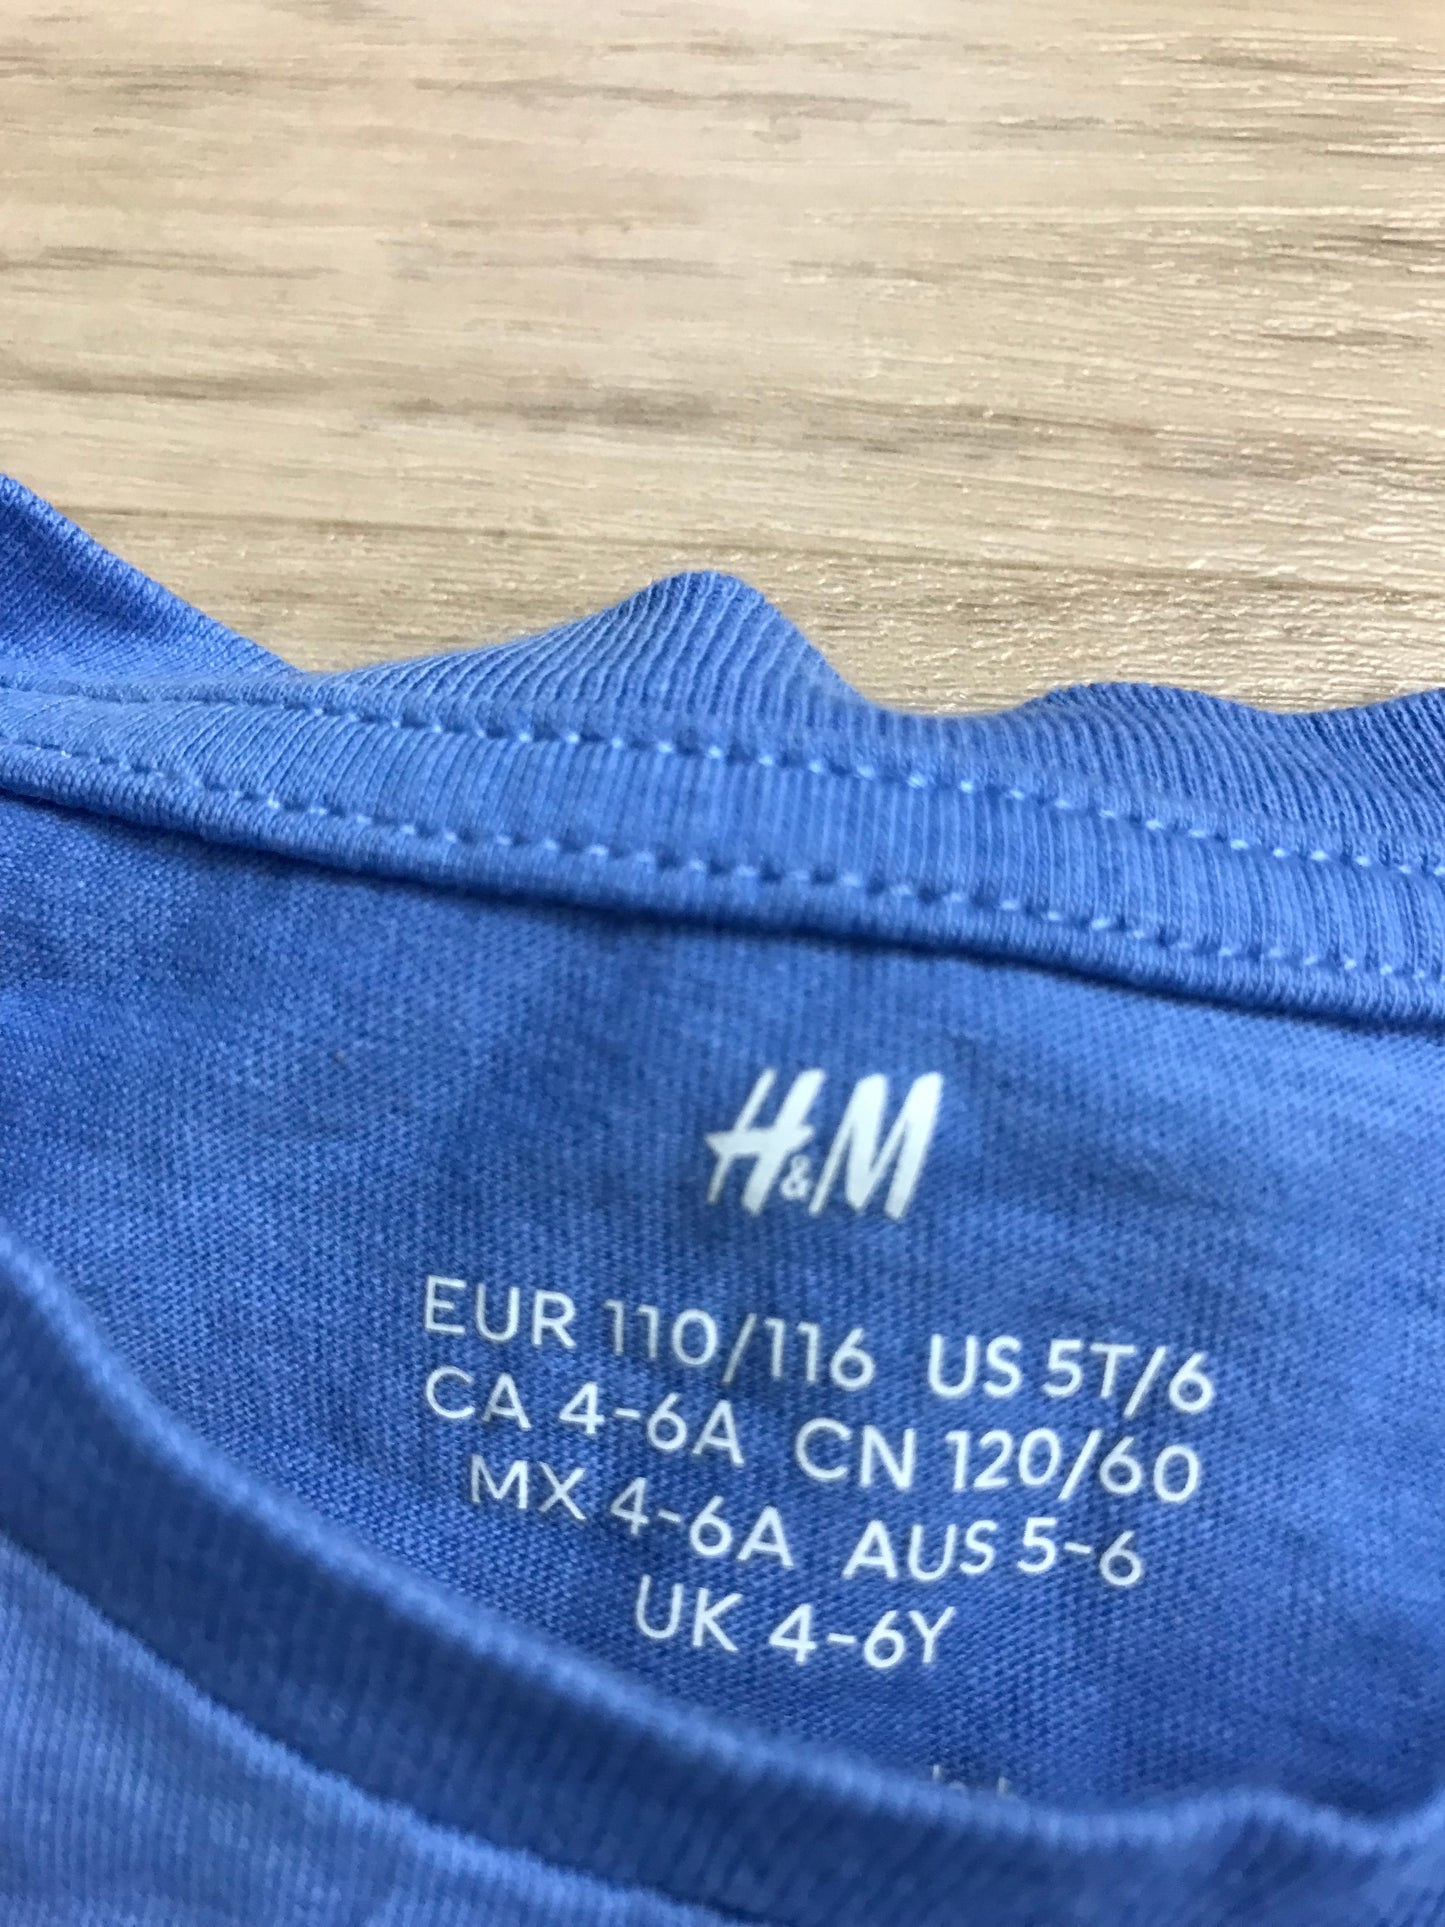 H&M
EUR 110/116 US 5T/6
CA 4-6A CN 120/60
MX 4-6A AUS 5-6
UK 4-6Y